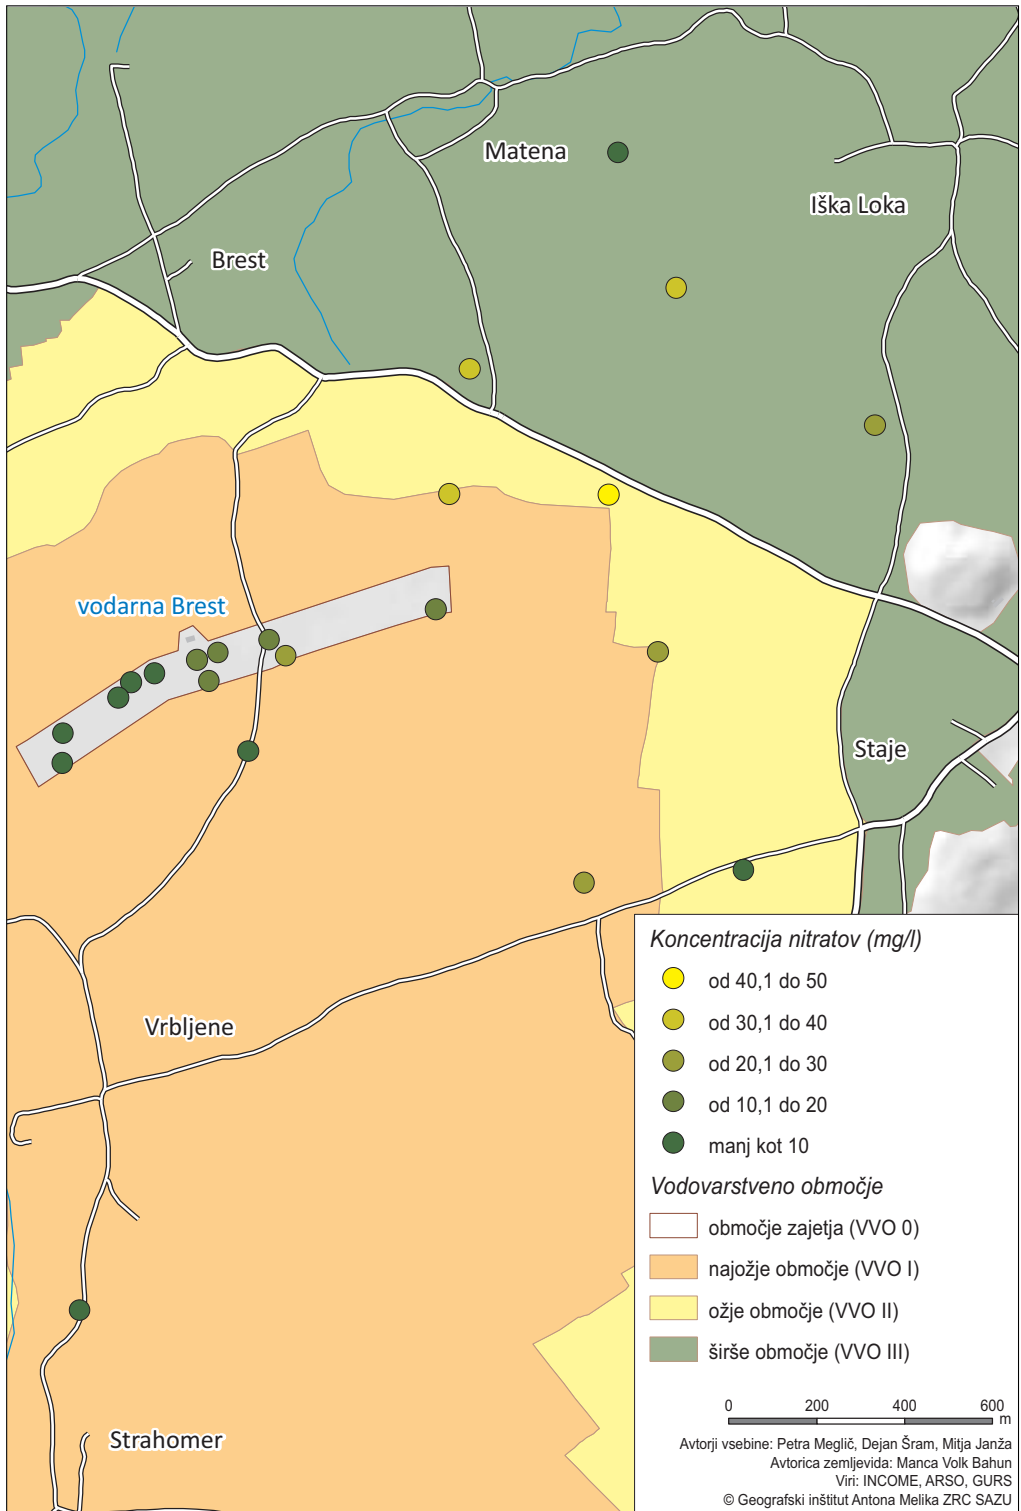 Matena
Iška Loka
Brest
vodarna Brest
Staje
Vrbljene
Strahomer
Koncentracija nitratov (mg/l)
od 40,1 do 50
od 30,1 do 40
od 20,1 do 30
od 10,1 do 20
manj kot 10
Vodovarstveno območje
območje zajetja (VVO 0)
najožje območje (VVO I)
ožje območje (VVO II)
širše območje (VVO III)
0 200 400 600
m
Avtorji vsebine: Petra Meglič, Dejan Šram, Mitja Janža
Avtorica zemljevida: Manca Volk Bahun
Viri: INCOME, ARSO, GURS
© Geografski inštitut Antona Melika ZRC SAZU